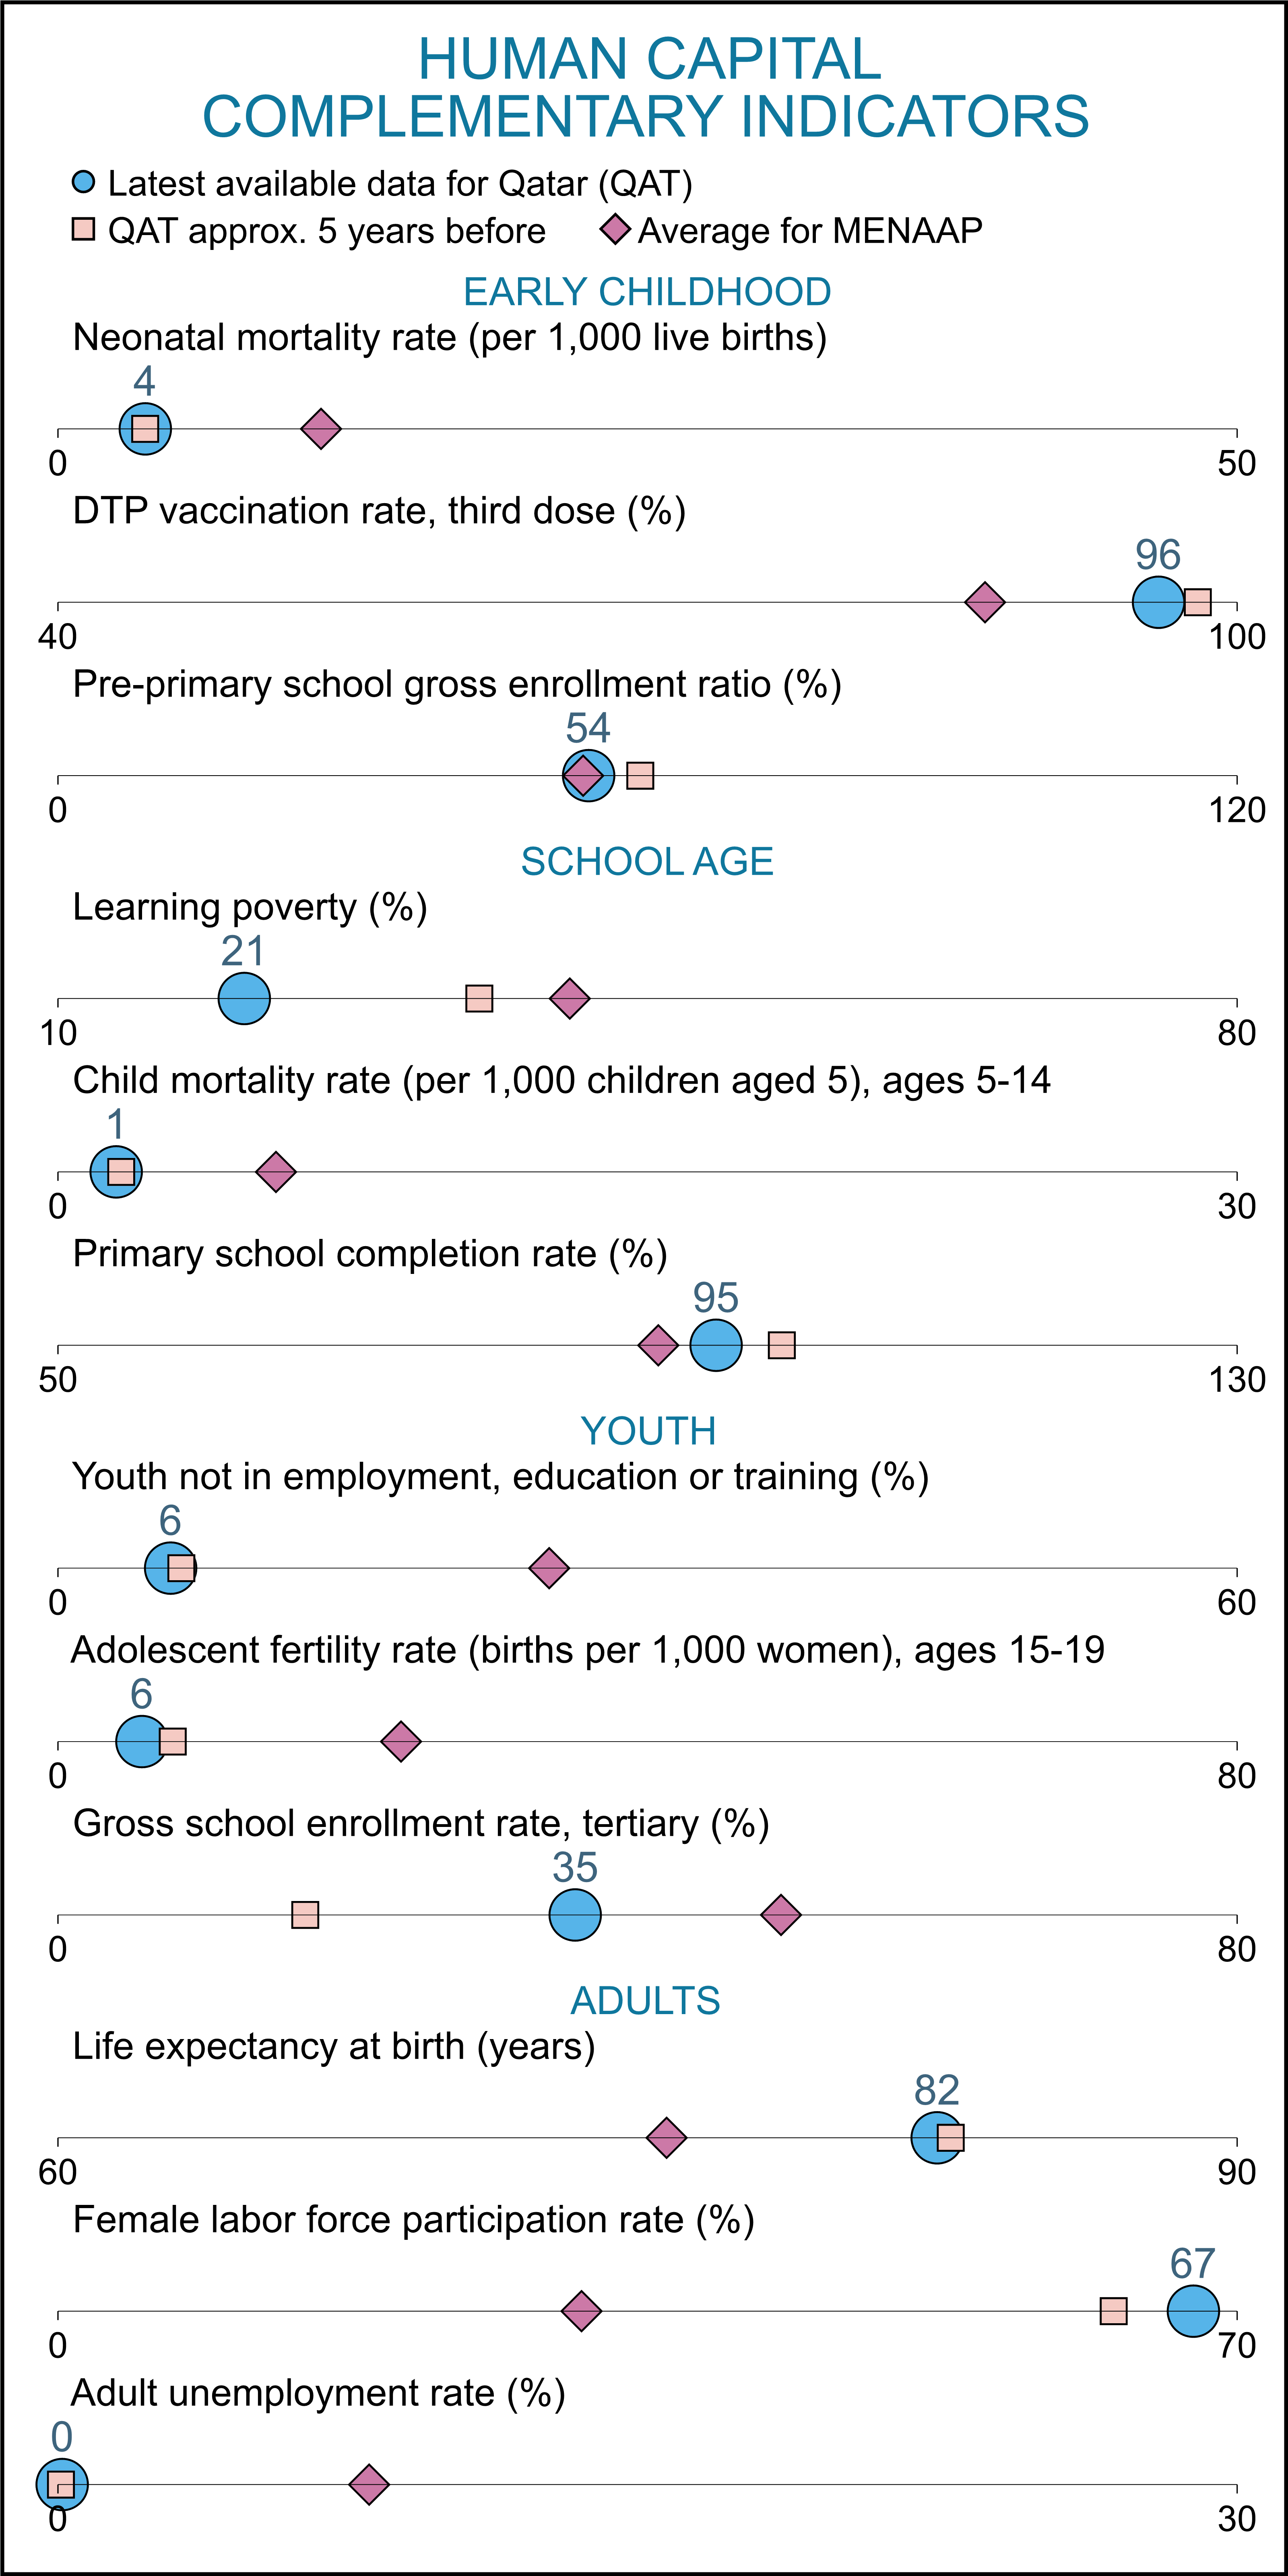 HUMAN CAPITAL
COMPLEMENTARY INDICATORS
Latest available data for Qatar (QAT)
QAT approx. 5 years before Average for MENAAP
EARLY CHILDHOOD
Neonatal mortality rate (per 1,000 live births)
4
0 50
DTP vaccination rate, third dose (%)
96
40 100
Pre-primary school gross enrollment ratio (%)
54
0 120
SCHOOL AGE
Learning poverty (%)
21
10 80
Child mortality rate (per 1,000 children aged 5), ages 5-14
1
0 30
Primary school completion rate (%)
95
50 130
YOUTH
Youth not in employment, education or training (%)
6
0 60
Adolescent fertility rate (births per 1,000 women), ages 15-19
6
0 80
Gross school enrollment rate, tertiary (%)
35
0 80
ADULTS
Life expectancy at birth (years)
82
60 90
Female labor force participation rate (%)
67
0 70
Adult unemployment rate (%)
0
0 30